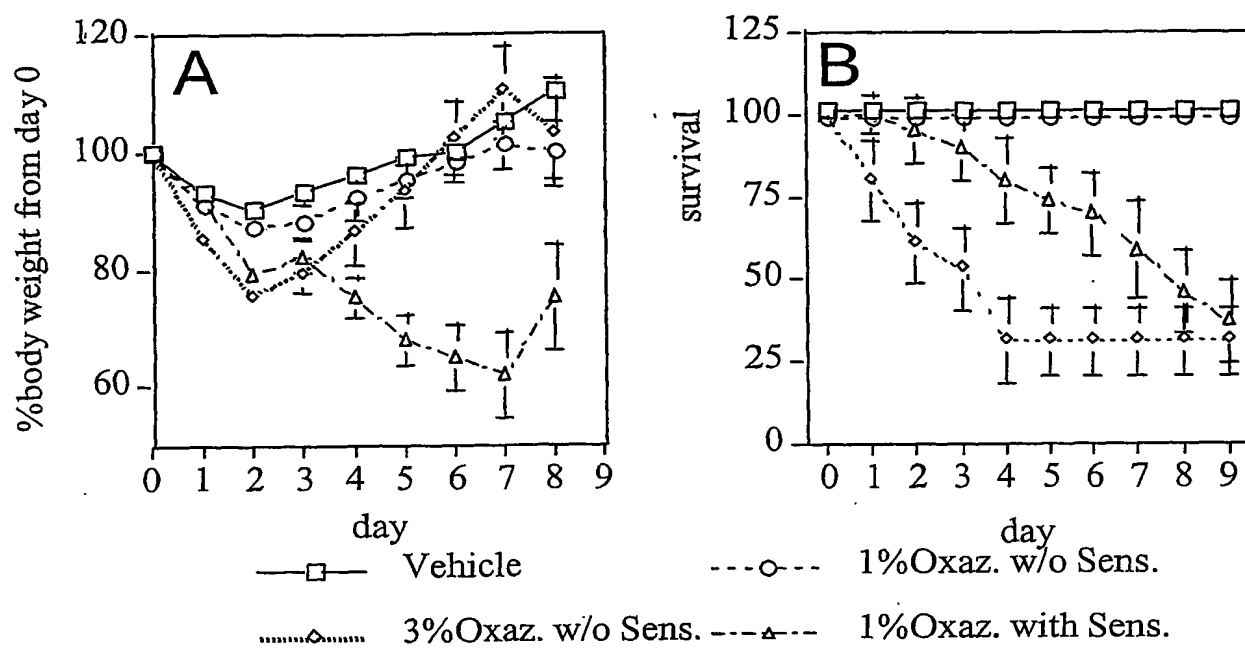 A
%body weight from day 0
120
100
80
60
0 1 2 3 4 5 6 7 8 9
day
B
survival
125
100
75
50
25
0
0 1 2 3 4 5 6 7 8 9
day
Vehicle
1%Oxaz. w/o Sens.
3%Oxaz. w/o Sens.
1%Oxaz. with Sens.